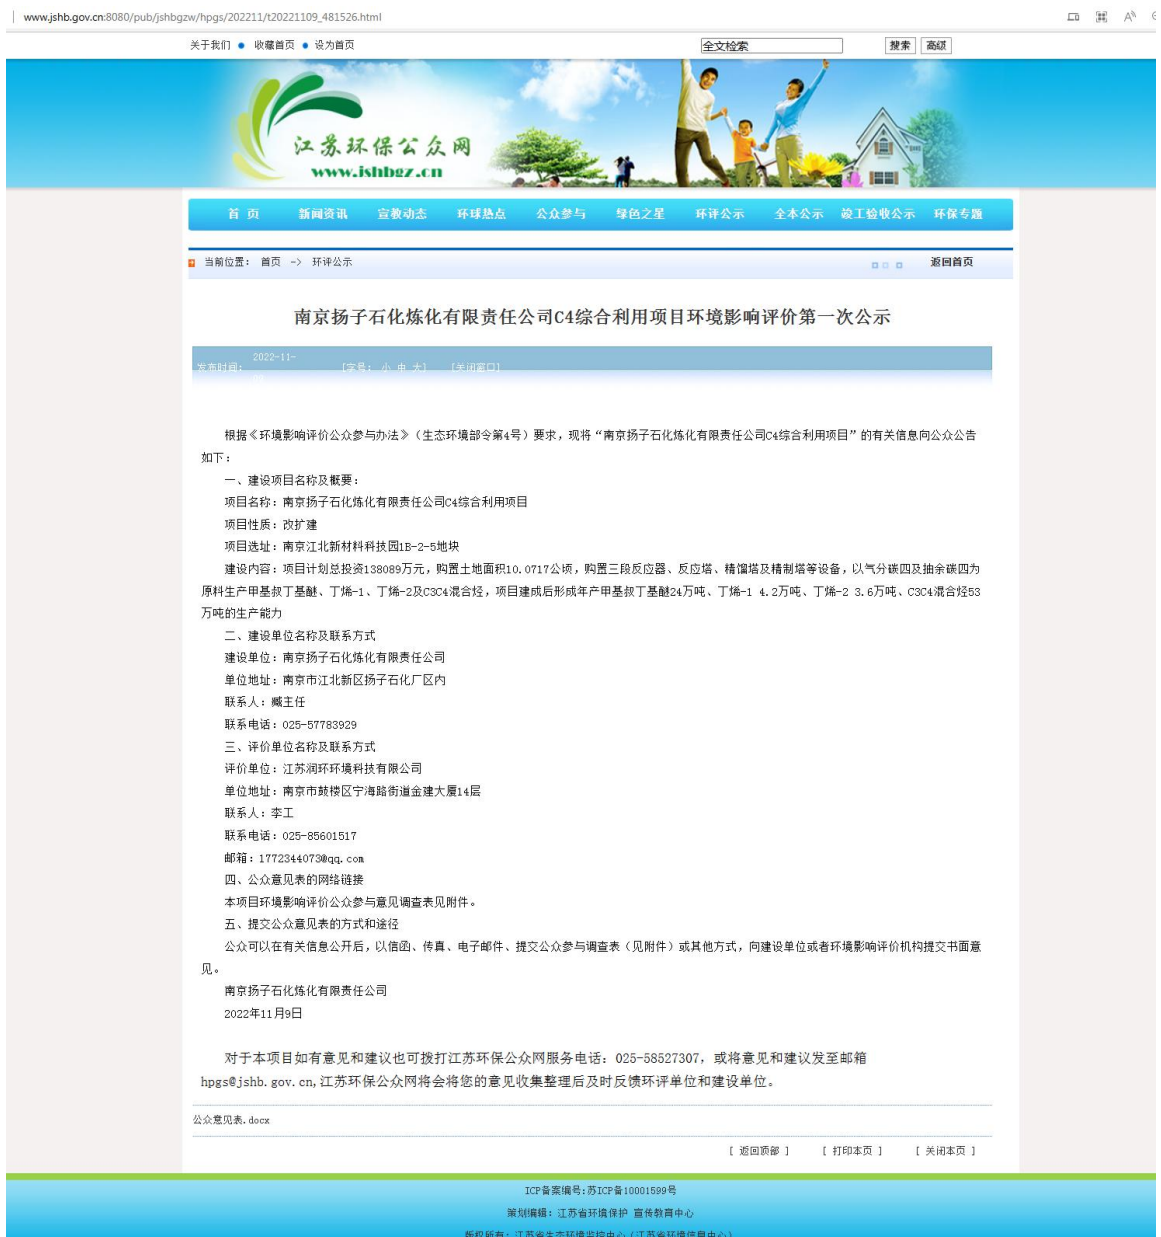 www.jshb.gov.cn:8080/pub/jshbgzw/hpgs/202211/t20221109_481526.html
关于我们 ● 收藏首页 ● 设为首页 全文检索 搜索 高级
江苏环保公众网
www.jshbgz.cn
首 页 新闻资讯 宣教动态 环球热点 公众参与 绿色之星 环评公示 全本公示 竣工验收公示 环保专题
当前位置： 首页 -> 环评公示 返回首页
南京扬子石化炼化有限责任公司C4综合利用项目环境影响评价第一次公示
2022-11-
发布时间： [字号： 小 中 大] [关闭窗口]
根据《环境影响评价公众参与办法》（生态环境部令第4号）要求，现将“南京扬子石化炼化有限责任公司C4综合利用项目”的有关信息向公众公告
如下：
一、建设项目名称及概要：
项目名称：南京扬子石化炼化有限责任公司C4综合利用项目
项目性质：改扩建
项目选址：南京江北新材料科技园1B-2-5地块
建设内容：项目计划总投资138089万元，购置土地面积10.0717公顷，购置三段反应器、反应塔、精馏塔及精制塔等设备，以气分碳四及抽余碳四为
原料生产甲基叔丁基醚、丁烯-1、丁烯-2及C3C4混合烃，项目建成后形成年产甲基叔丁基醚24万吨、丁烯-1 4.2万吨、丁烯-2 3.6万吨、C3C4混合烃53
万吨的生产能力
二、建设单位名称及联系方式
建设单位：南京扬子石化炼化有限责任公司
单位地址：南京市江北新区扬子石化厂区内
联系人：臧主任
联系电话：025-57783929
三、评价单位名称及联系方式
评价单位：江苏润环环境科技有限公司
单位地址：南京市鼓楼区宁海路街道金建大厦14层
联系人：李工
联系电话：025-85601517
邮箱：1772344073@qq.com
四、公众意见表的网络链接
本项目环境影响评价公众参与意见调查表见附件。
五、提交公众意见表的方式和途径
公众可以在有关信息公开后，以信函、传真、电子邮件、提交公众参与调查表（见附件）或其他方式，向建设单位或者环境影响评价机构提交书面意
见。
南京扬子石化炼化有限责任公司
2022年11月9日
对于本项目如有意见和建议也可拨打江苏环保公众网服务电话：025-58527307，或将意见和建议发至邮箱
hpgs@jshb.gov.cn,江苏环保公众网将会将您的意见收集整理后及时反馈环评单位和建设单位。
公众意见表.docx
[ 返回顶部 ] [ 打印本页 ] [ 关闭本页 ]
ICP备案编号:苏ICP备10001599号
策划编辑：江苏省环境保护 宣传教育中心
版权所有：江苏省生态环境监控中心（江苏省环境信息中心）